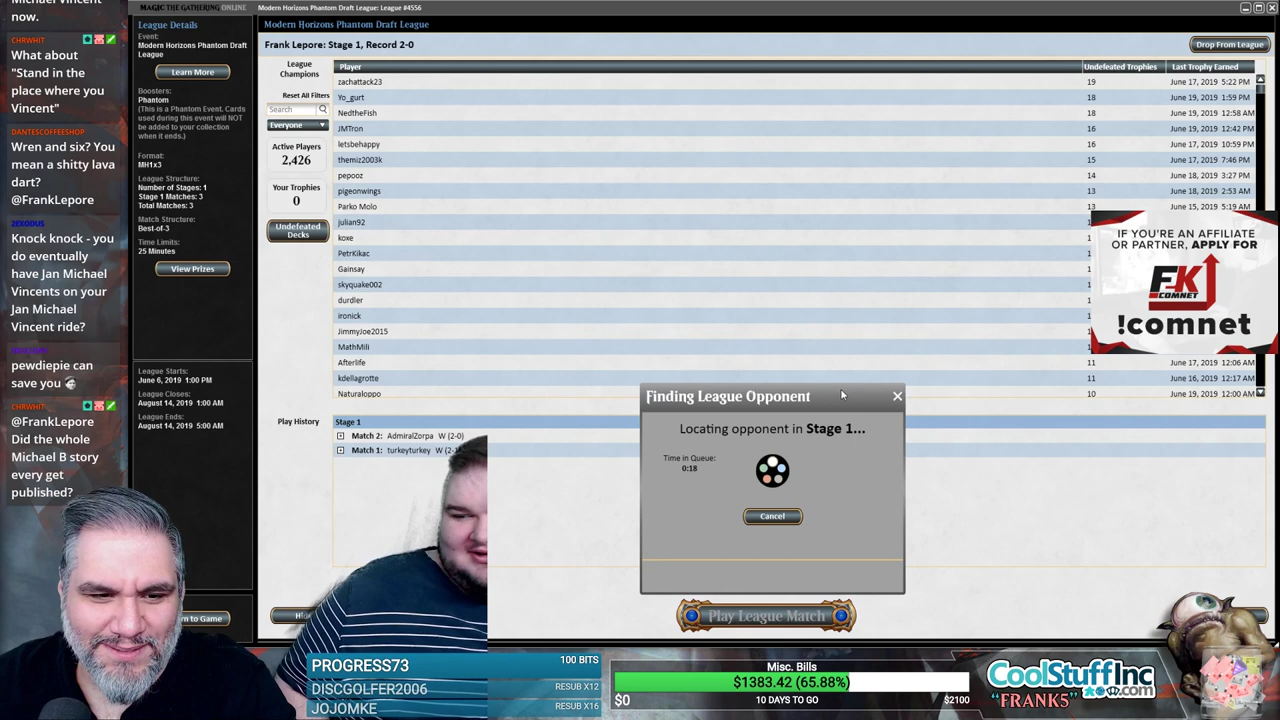 Michael Vincent
now.
CHRWHIT
What about
"Stand in the
place where you
Vincent"
DANTESCOFFEESHOP
Wren and six? You
mean a shitty lava
dart?
@FrankLepore
ZEXODUS
Knock knock - you
do eventually
have Jan Michael
Vincents on your
Jan Michael
Vincent ride?
pewdiepie can
save you
CHRWHIT
@FrankLepore
Did the whole
Michael B story
every get
published?
MAGIC THE GATHERING ONLINE
Modern Horizons Phantom Draft League: League #4556
League Details
Event:
Modern Horizons Phantom Draft
League
Learn More
Boosters:
Phantom
(This is a Phantom Event. Cards
used during this event will NOT
be added to your collection
when it ends.)
Format:
MH1x3
League Structure:
Number of Stages: 1
Stage 1 Matches: 3
Total Matches: 3
Match Structure:
Best-of-3
Time Limits:
25 Minutes
View Prizes
League Starts:
June 6, 2019 1:00 PM
League Closes:
August 14, 2019 1:00 AM
League Ends:
August 14, 2019 5:00 AM
n to Game
Modern Horizons Phantom Draft League
Frank Lepore: Stage 1, Record 2-0
Drop From League
League
Champions
Reset All Filters
Search
Everyone
Active Players
2,426
Your Trophies
0
Undefeated
Decks
Player Undefeated Trophies Last Trophy Earned
zachattack23 19 June 17, 2019 5:22 PM
Yo_gurt 18 June 19, 2019 1:59 PM
NedtheFish 18 June 19, 2019 12:58 AM
JMTron 16 June 19, 2019 12:42 PM
letsbehappy 16 June 17, 2019 10:59 PM
themiz2003k 15 June 17, 2019 7:46 PM
pepooz 14 June 18, 2019 3:27 PM
pigeonwings 13 June 18, 2019 2:53 AM
Parko Molo 13 June 15, 2019 5:19 AM
julian92 1
koxe 1
PetrKikac 1
Gainsay 1
skyquake002 1
durdler 1
ironick 1
JimmyJoe2015 1
MathMili 1
Afterlife 11 June 17, 2019 12:06 AM
kdellagrotte 11 June 16, 2019 12:17 AM
Naturaloppo 10 June 19, 2019 12:00 AM
IF YOU'RE AN AFFILIATE
OR PARTNER, APPLY FOR
FK
COMNET
!comnet
Play History
Stage 1
Match 2: AdmiralZorpa W (2-0)
Match 1: turkeyturkey W (2-1
Finding League Opponent
Locating opponent in Stage 1...
Time in Queue:
0:18
Cancel
Play League Match
PROGRESS73 100 BITS
DISCGOLFER2006 RESUB X12
JOJOMKE RESUB X16
Misc. Bills
$1383.42 (65.88%)
$0 10 DAYS TO GO $2100
CoolStuffInc
.com
"FRANK5"